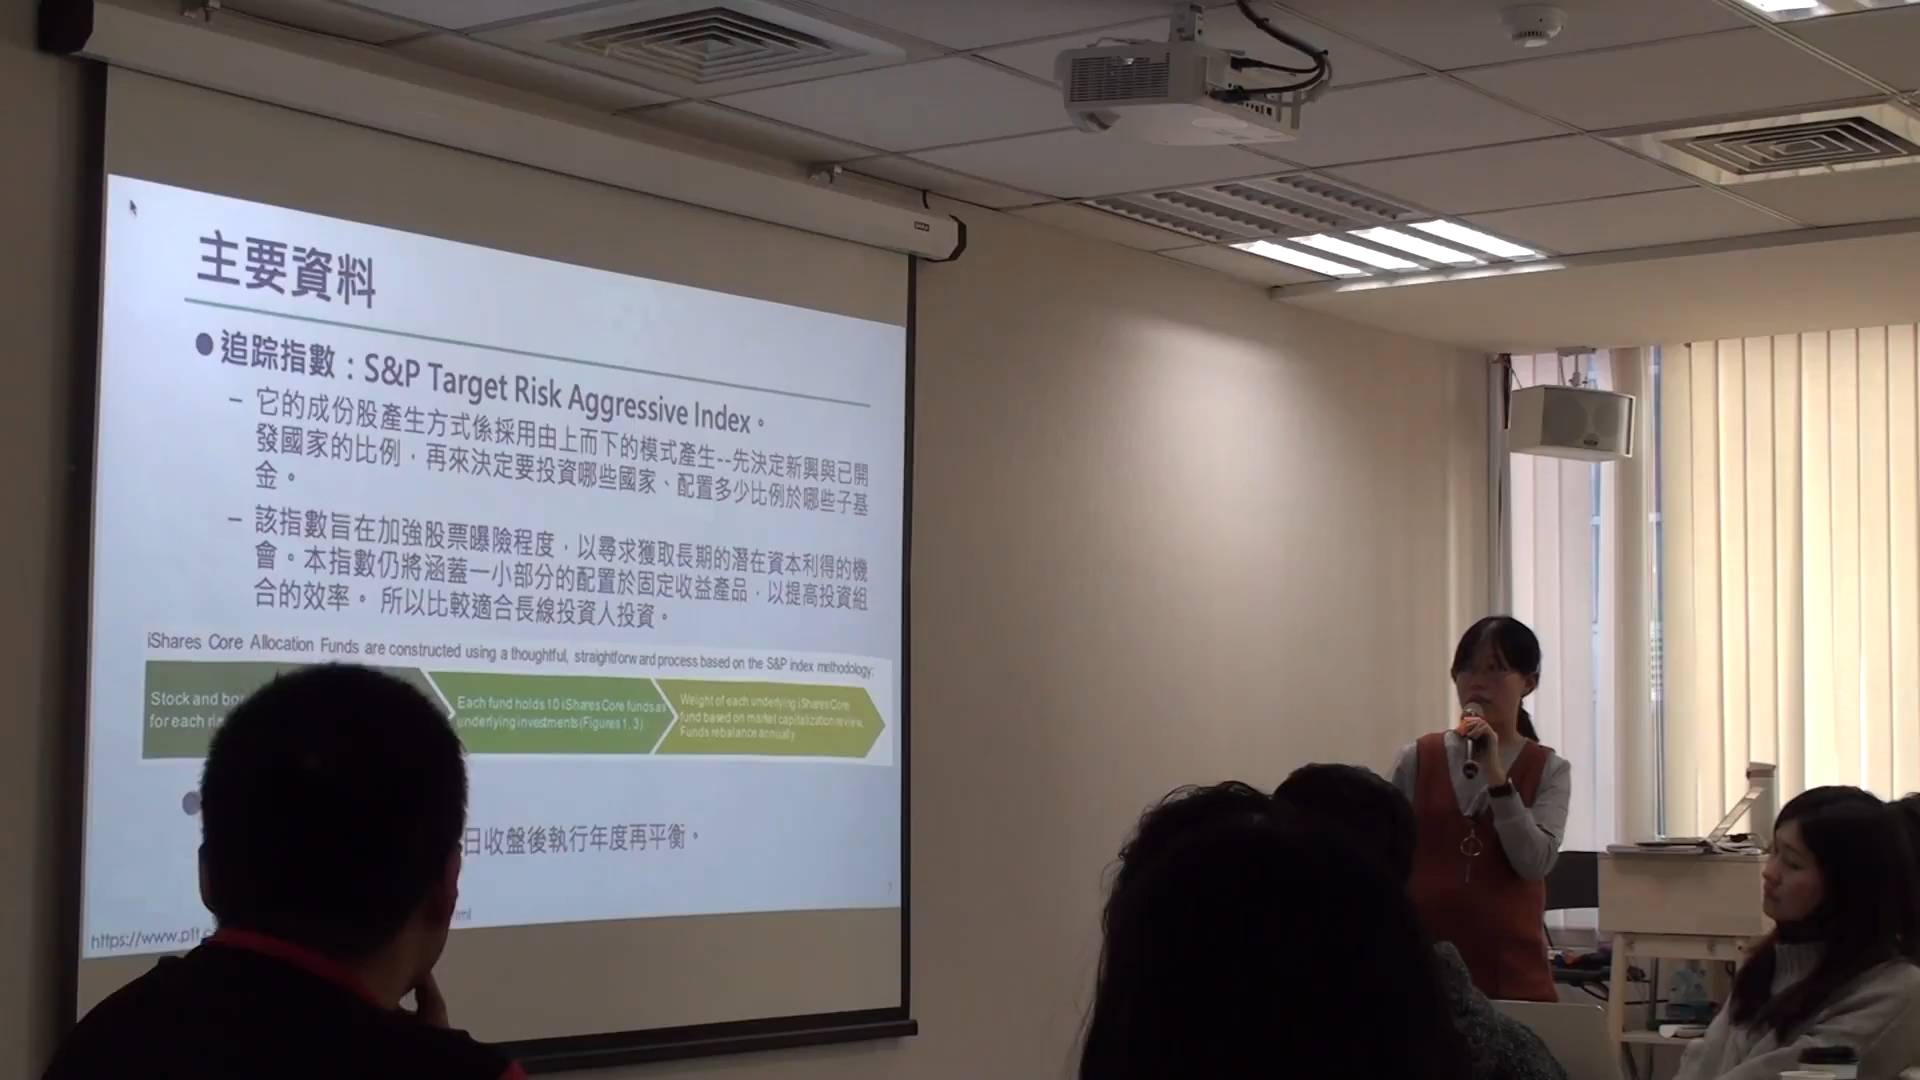 主要資料
●追踪指數：S&P Target Risk Aggressive Index。
– 它的成份股產生方式係採用由上而下的模式產生--先決定新興與已開
發國家的比例，再來決定要投資哪些國家、配置多少比例於哪些子基
金。
– 該指數旨在加強股票曝險程度，以尋求獲取長期的潛在資本利得的機
會。本指數仍將涵蓋一小部分的配置於固定收益產品，以提高投資組
合的效率。 所以比較適合長線投資人投資。
iShares Core Allocation Funds are constructed using a thoughtful, straightforward process based on the S&P index methodology:
Stock and
for each
Each fund holds 10 iShares Core funds as
underlying investments (Figures 1, 3)
Weight of each underlying iShares Core
fund based on market capitalization review.
Funds rebalance annually.
日收盤後執行年度再平衡。
7
https://www.ptt.c